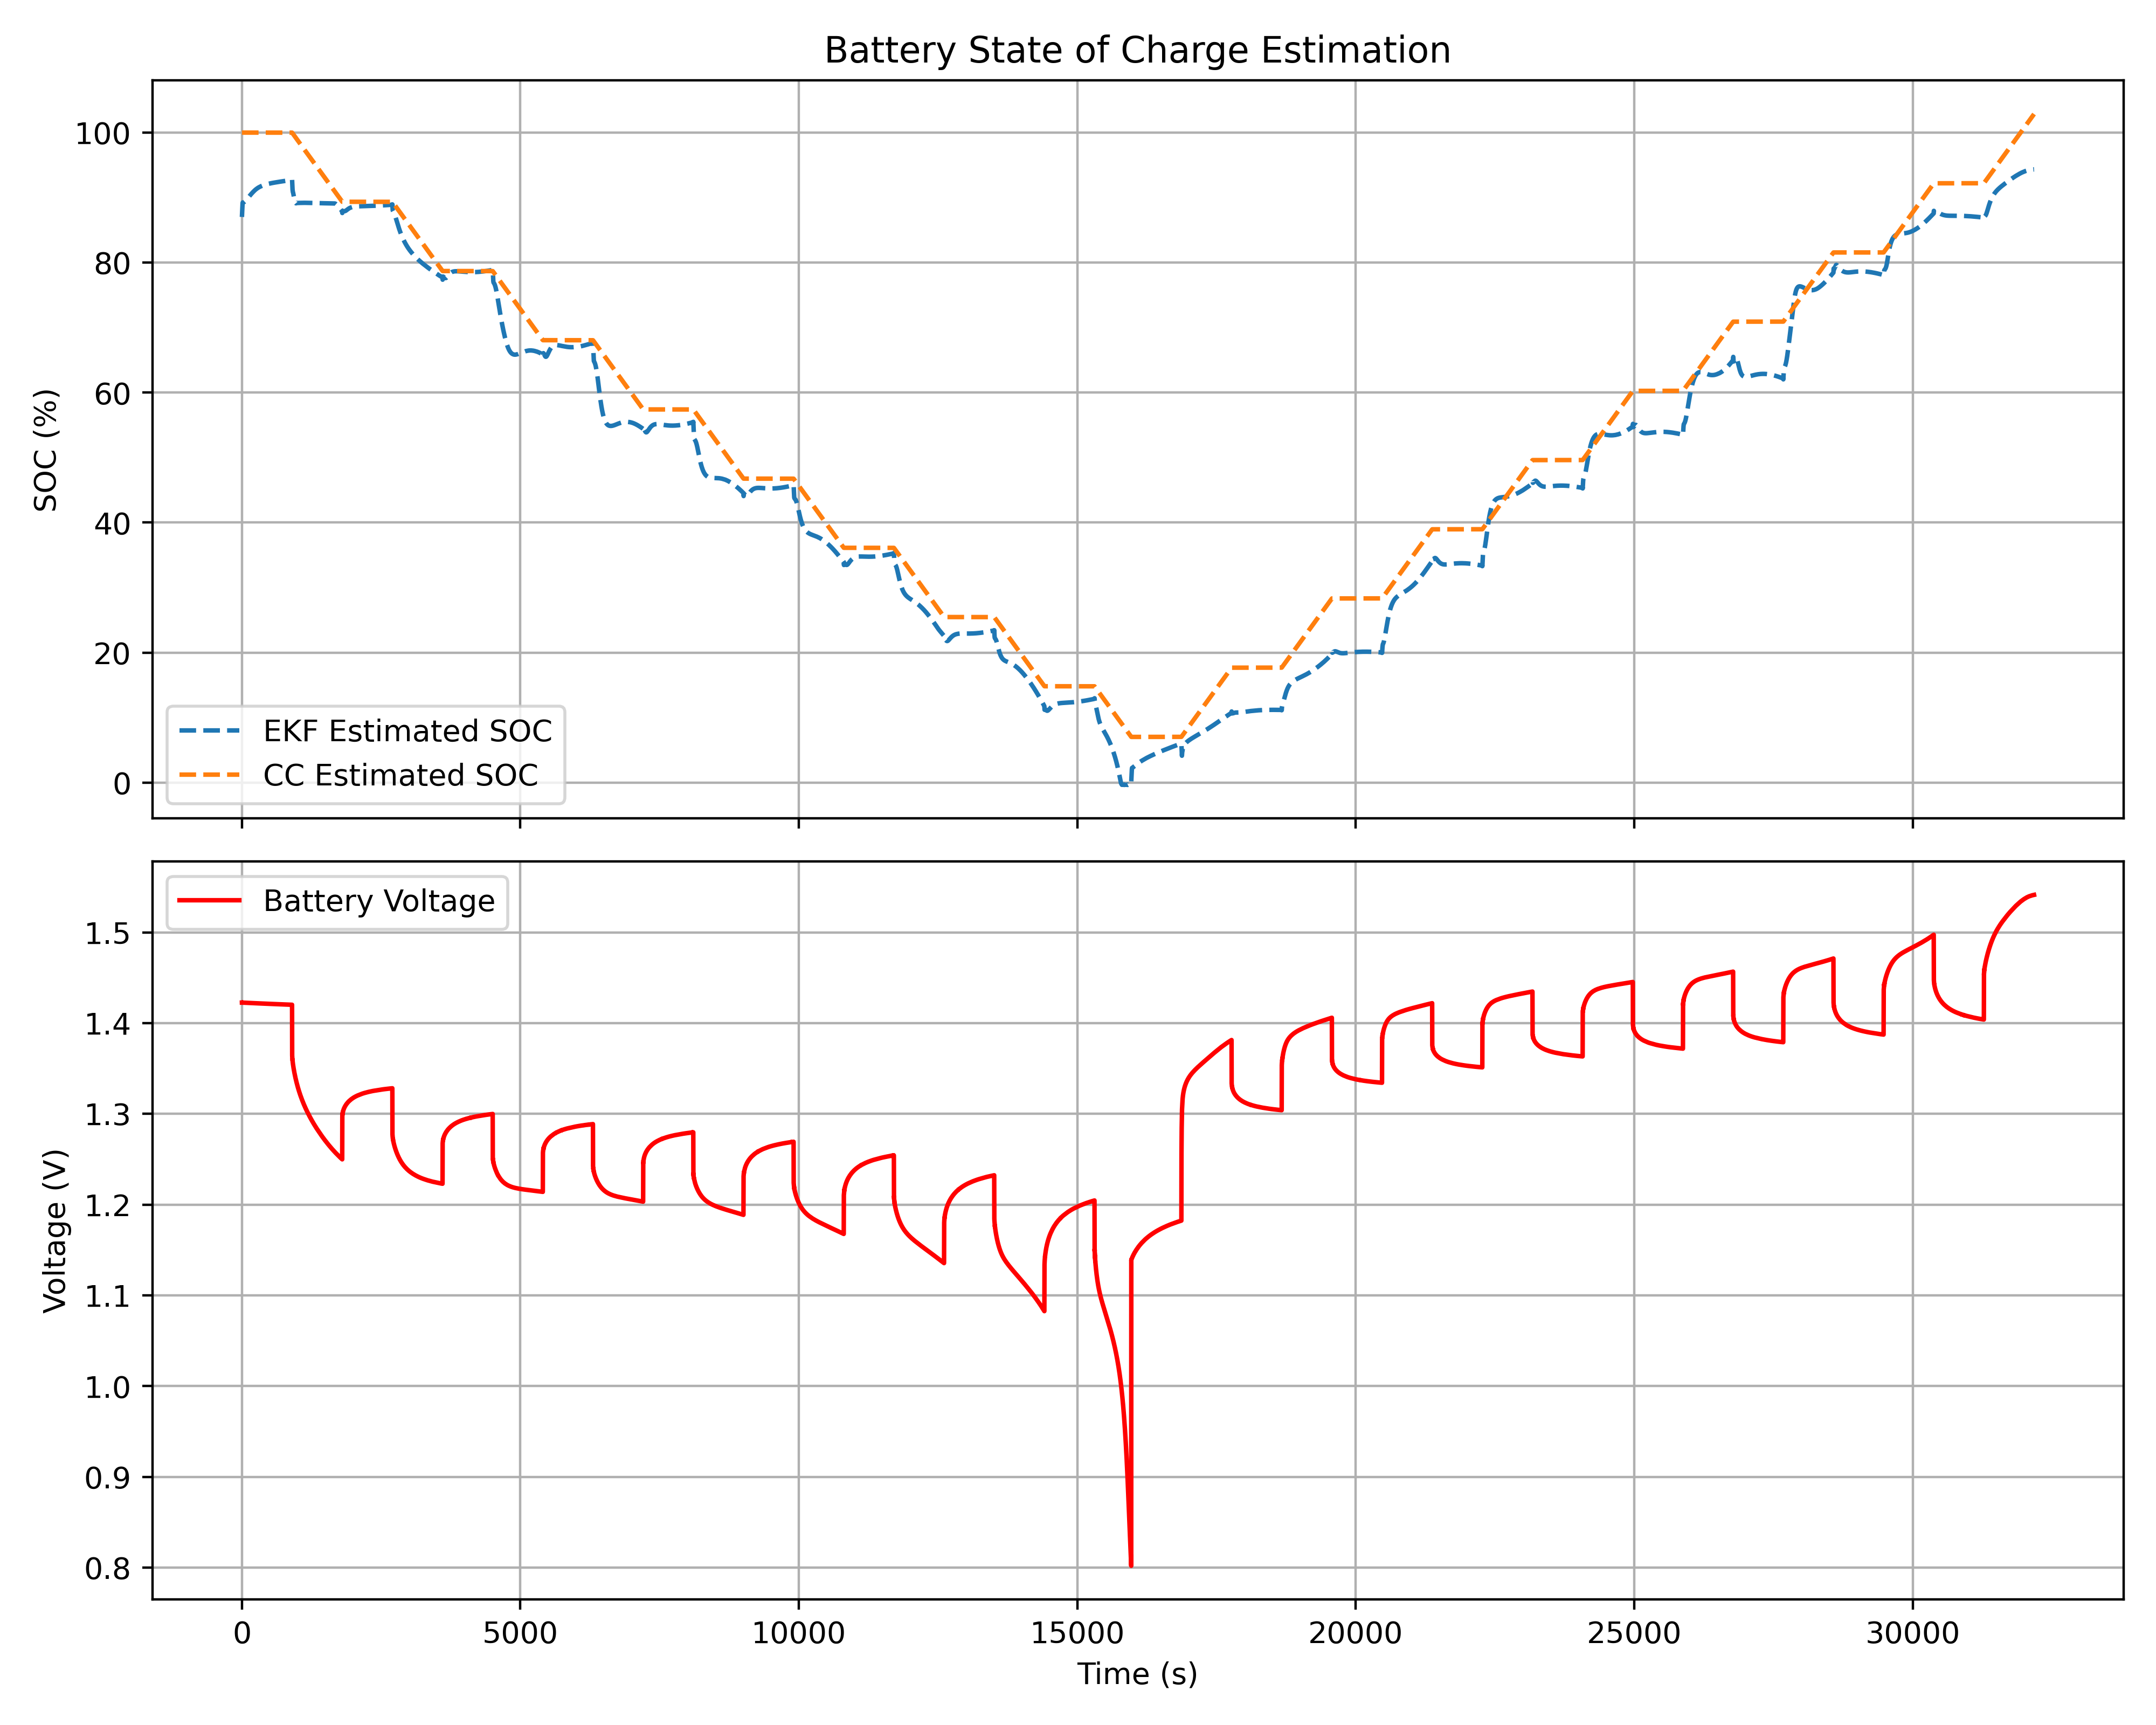 Battery State of Charge Estimation
100
80
60
40
20
0
SOC (%)
EKF Estimated SOC
CC Estimated SOC
Battery Voltage
1.5
1.4
1.3
1.2
1.1
1.0
0.9
0.8
Voltage (V)
0 5000 10000 15000 20000 25000 30000
Time (s)